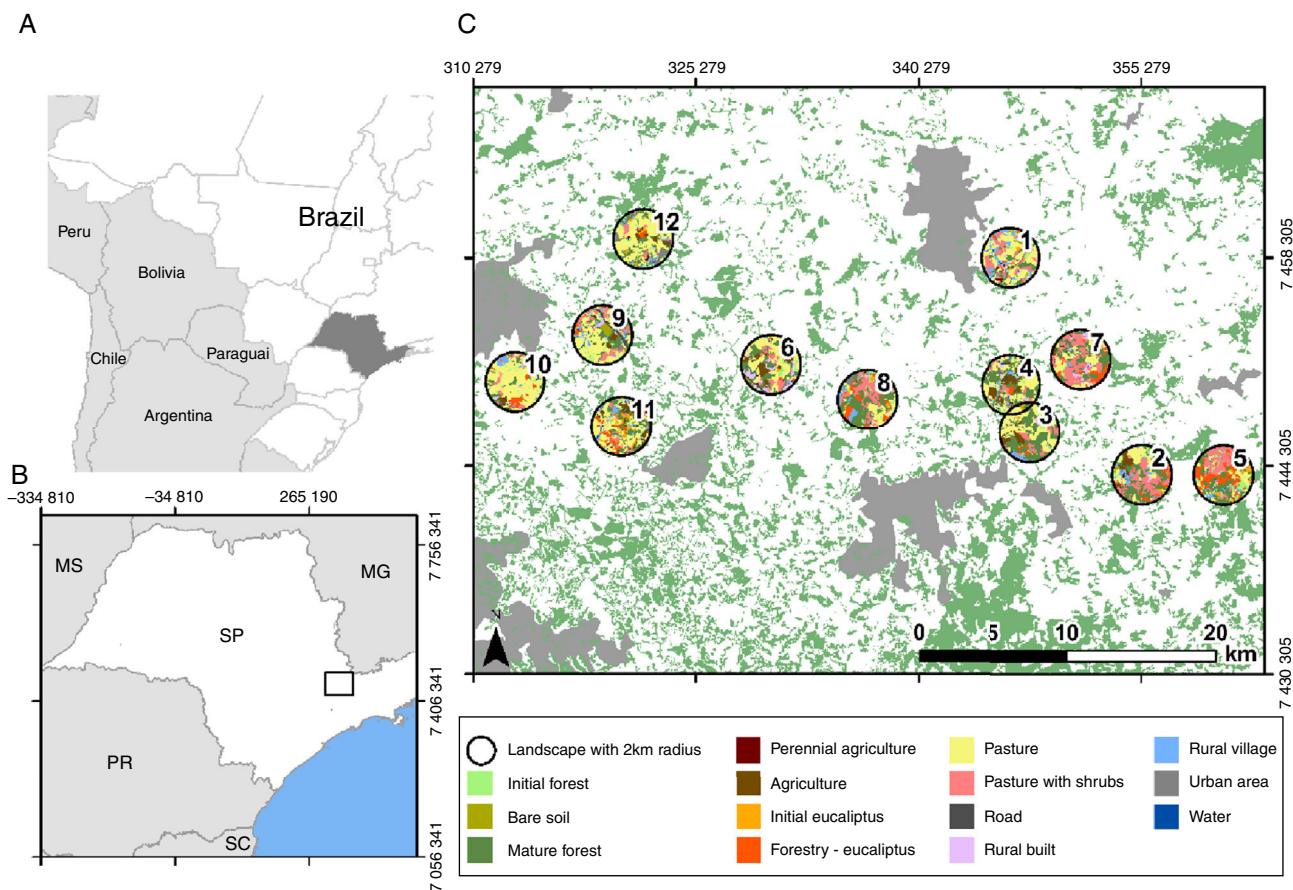 A
Brazil
Peru
Bolivia
Chile
Paraguai
Argentina
B
−334 810
−34 810
265 190
7 756 341
7 406 341
7 056 341
MS
MG
SP
PR
SC
C
310 279
325 279
340 279
355 279
7 458 305
7 444 305
7 430 305
12
1
9
6
7
10
4
8
11
3
2
5
N
0 5 10 20
km
Landscape with 2km radius
Initial forest
Bare soil
Mature forest
Perennial agriculture
Agriculture
Initial eucaliptus
Forestry - eucaliptus
Pasture
Pasture with shrubs
Road
Rural built
Rural village
Urban area
Water